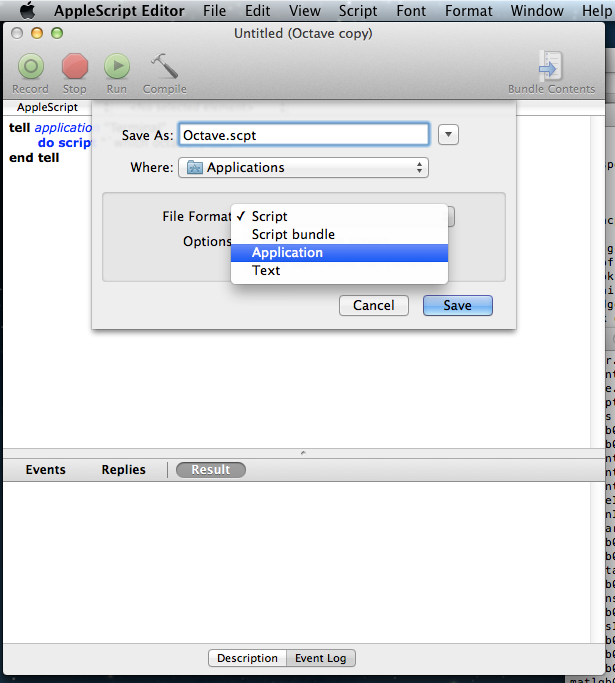 AppleScript Editor File Edit View Script Font Format Window Help
Untitled (Octave copy)
Record Stop Run Compile Bundle Contents
AppleScript
tell application
do script
end tell
Save As: Octave.scpt
Where: Applications
File Format
✓ Script
Script bundle
Options
Application
Text
Cancel Save
Events Replies Result
Description Event Log